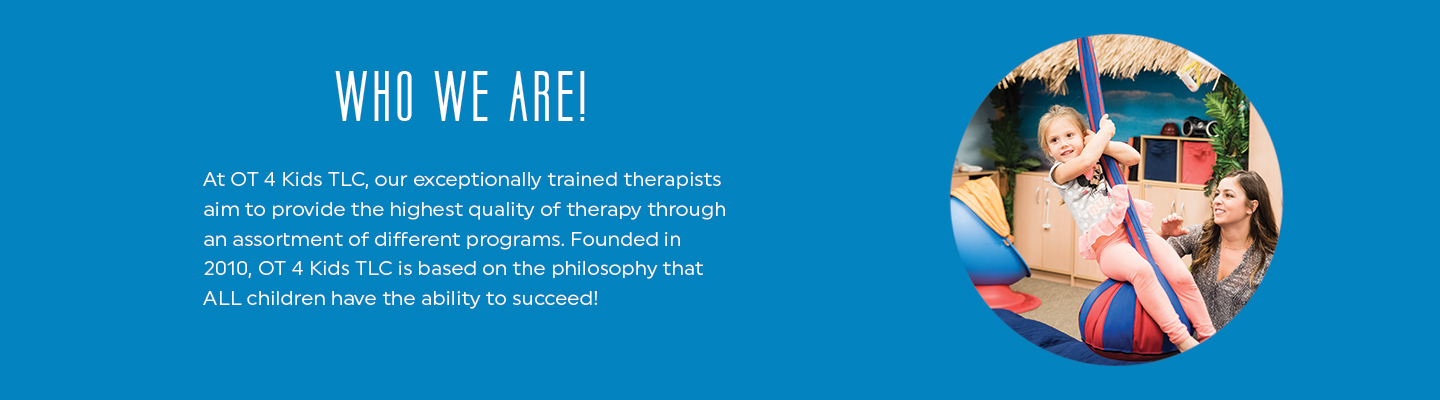 WHO WE ARE!
At OT 4 Kids TLC, our exceptionally trained therapists
aim to provide the highest quality of therapy through
an assortment of different programs. Founded in
2010, OT 4 Kids TLC is based on the philosophy that
ALL children have the ability to succeed!